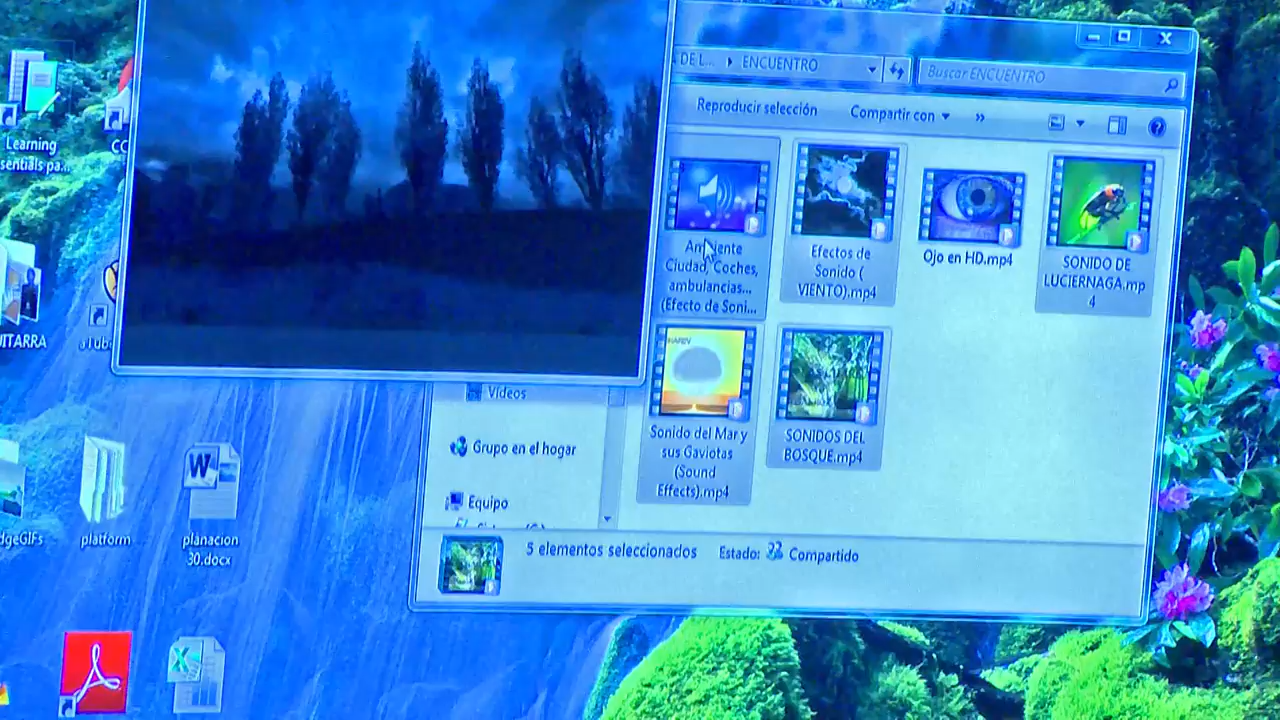 Learning
CC
DE L...
ENCUENTRO
Buscar ENCUENTRO
Reproducir selección
Compartir con
»
Ambiente
Ciudad, Coches,
ambulancias...
(Efecto de Soni...
Efectos de
Sonido (
VIENTO).mp4
Ojo en HD.mp4
SONIDO DE
LUCIERNAGA.mp
4
UITARRA
INAREV
Sonido del Mar y
sus Gaviotas
(Sound
Effects).mp4
SONIDOS DEL
BOSQUE.mp4
Vídeos
Grupo en el hogar
Equipo
dgeGIFs
platform
planacion
30.docx
5 elementos seleccionados
Estado:
Compartido